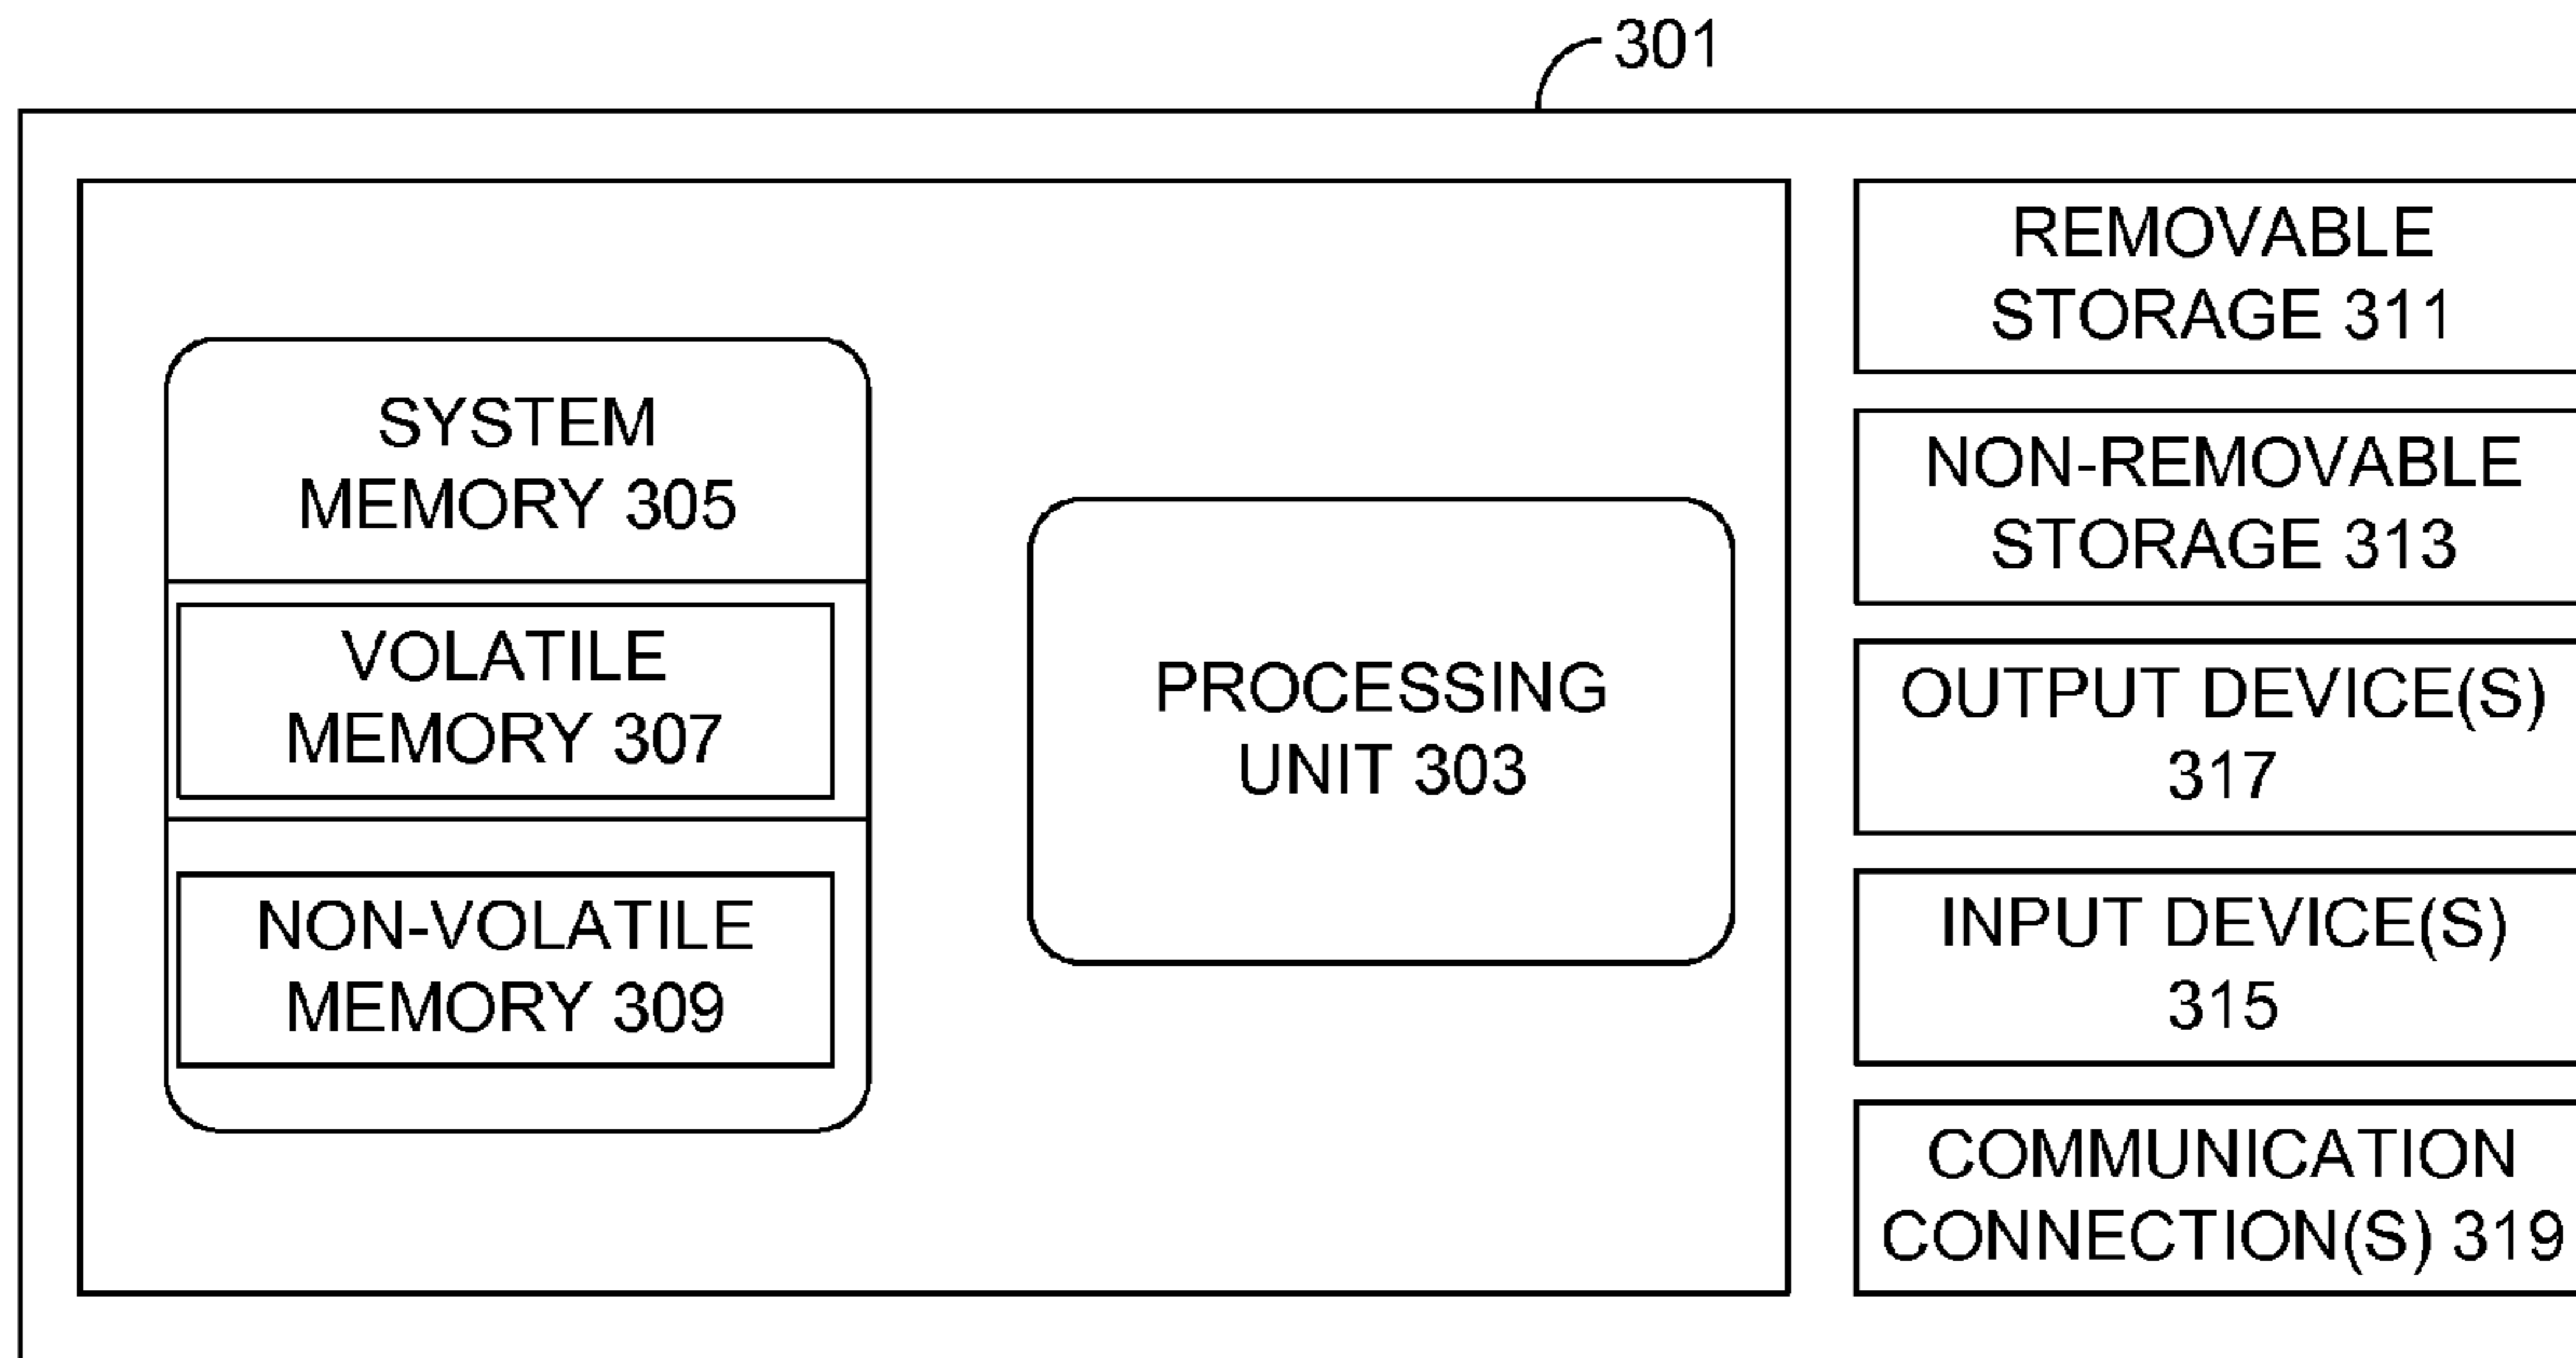 301
SYSTEM
MEMORY 305
VOLATILE
MEMORY 307
NON-VOLATILE
MEMORY 309
PROCESSING
UNIT 303
REMOVABLE
STORAGE 311
NON-REMOVABLE
STORAGE 313
OUTPUT DEVICE(S)
317
INPUT DEVICE(S)
315
COMMUNICATION
CONNECTION(S) 319